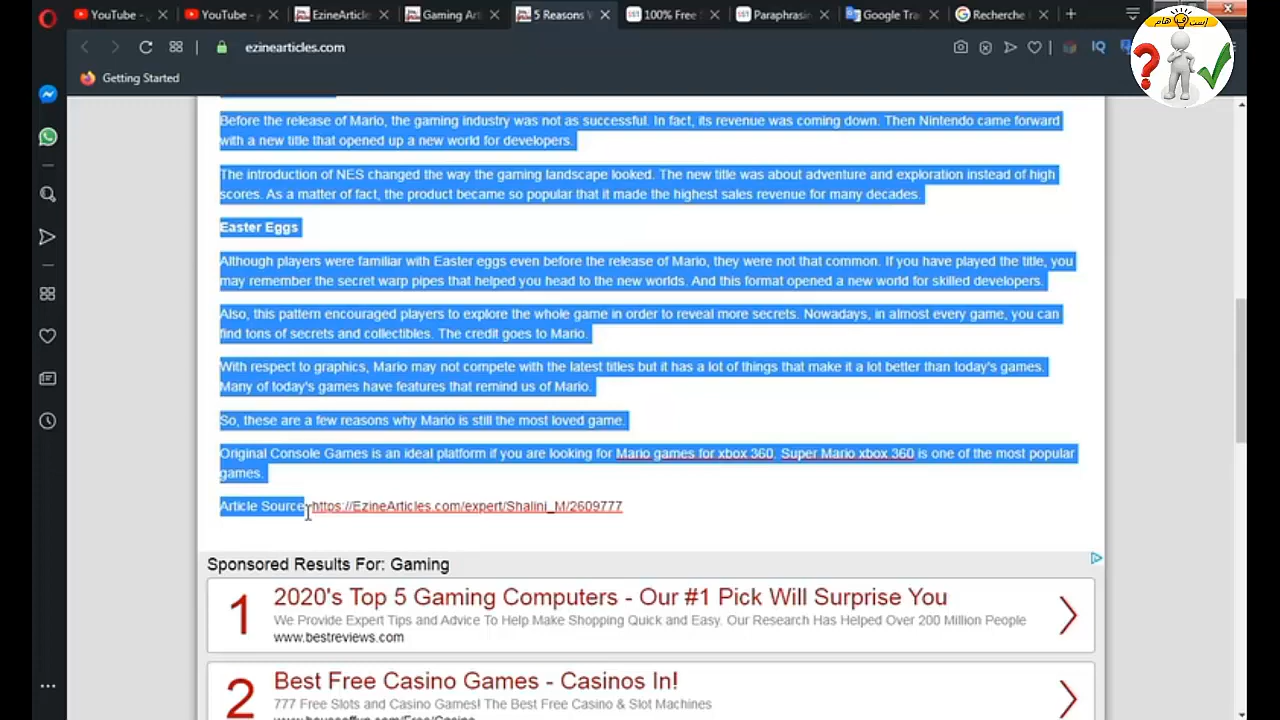 YouTube -
YouTube -
EzineArticle
Gaming Ar
5 Reasons W
100% Free
Paraphrasin
Google Tra
Recherche
ezinearticles.com
IQ
Getting Started
Before the release of Mario, the gaming industry was not as successful. In fact, its revenue was coming down. Then Nintendo came forward
with a new title that opened up a new world for developers.
The introduction of NES changed the way the gaming landscape looked. The new title was about adventure and exploration instead of high
scores. As a matter of fact, the product became so popular that it made the highest sales revenue for many decades.
Easter Eggs
Although players were familiar with Easter eggs even before the release of Mario, they were not that common. If you have played the title, you
may remember the secret warp pipes that helped you head to the new worlds. And this format opened a new world for skilled developers.
Also, this pattern encouraged players to explore the whole game in order to reveal more secrets. Nowadays, in almost every game, you can
find tons of secrets and collectibles. The credit goes to Mario.
With respect to graphics, Mario may not compete with the latest titles but it has a lot of things that make it a lot better than today's games.
Many of today's games have features that remind us of Mario.
So, these are a few reasons why Mario is still the most loved game.
Original Console Games is an ideal platform if you are looking for Mario games for xbox 360. Super Mario xbox 360 is one of the most popular
games.
Article Source: https://EzineArticles.com/expert/Shalini_M/2609777
Sponsored Results For: Gaming
1
2020's Top 5 Gaming Computers - Our #1 Pick Will Surprise You
We Provide Expert Tips and Advice To Help Make Shopping Quick and Easy. Our Research Has Helped Over 200 Million People
www.bestreviews.com
2
Best Free Casino Games - Casinos In!
777 Free Slots and Casino Games! The Best Free Casino & Slot Machines